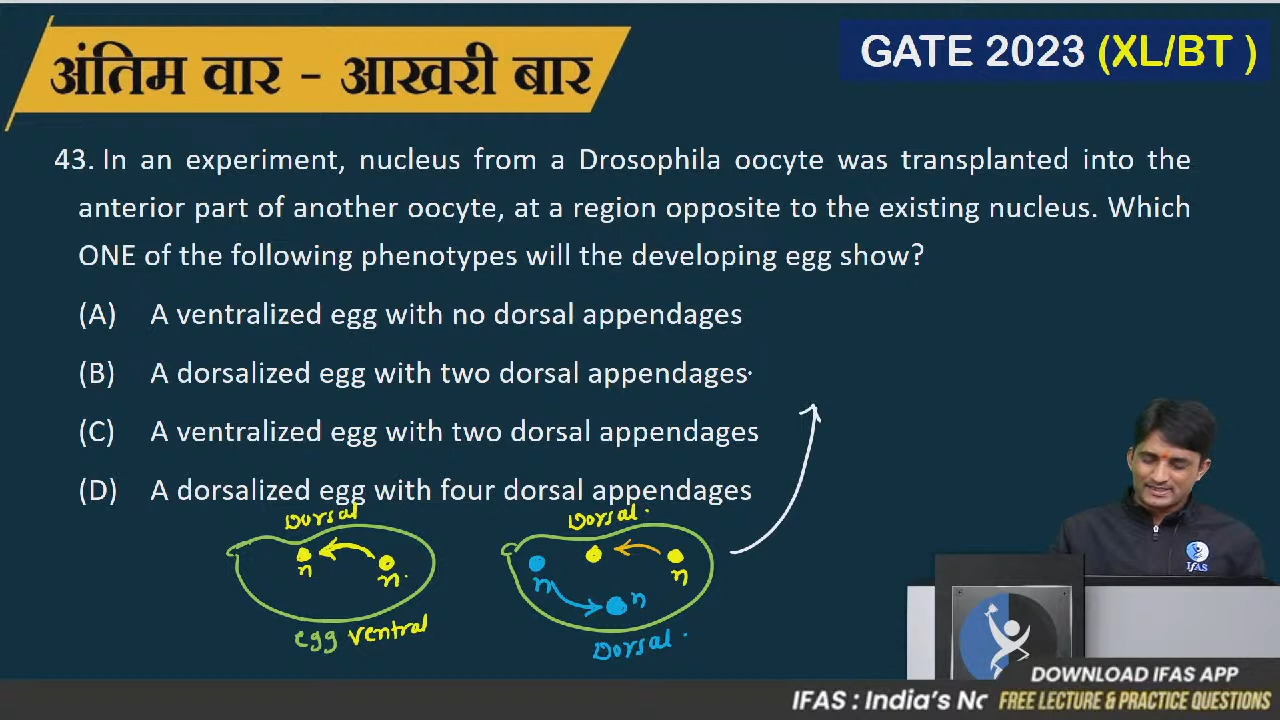 अंतिम वार - आखरी बार
GATE 2023 (XL/BT )
43. In an experiment, nucleus from a Drosophila oocyte was transplanted into the
anterior part of another oocyte, at a region opposite to the existing nucleus. Which
ONE of the following phenotypes will the developing egg show?
(A) A ventralized egg with no dorsal appendages
(B) A dorsalized egg with two dorsal appendages
(C) A ventralized egg with two dorsal appendages
(D) A dorsalized egg with four dorsal appendages
Dorsal
n
n
egg ventral
Dorsal
n
n
n
Dorsal
IFAS
DOWNLOAD IFAS APP
IFAS : India's No
FREE LECTURE & PRACTICE QUESTIONS